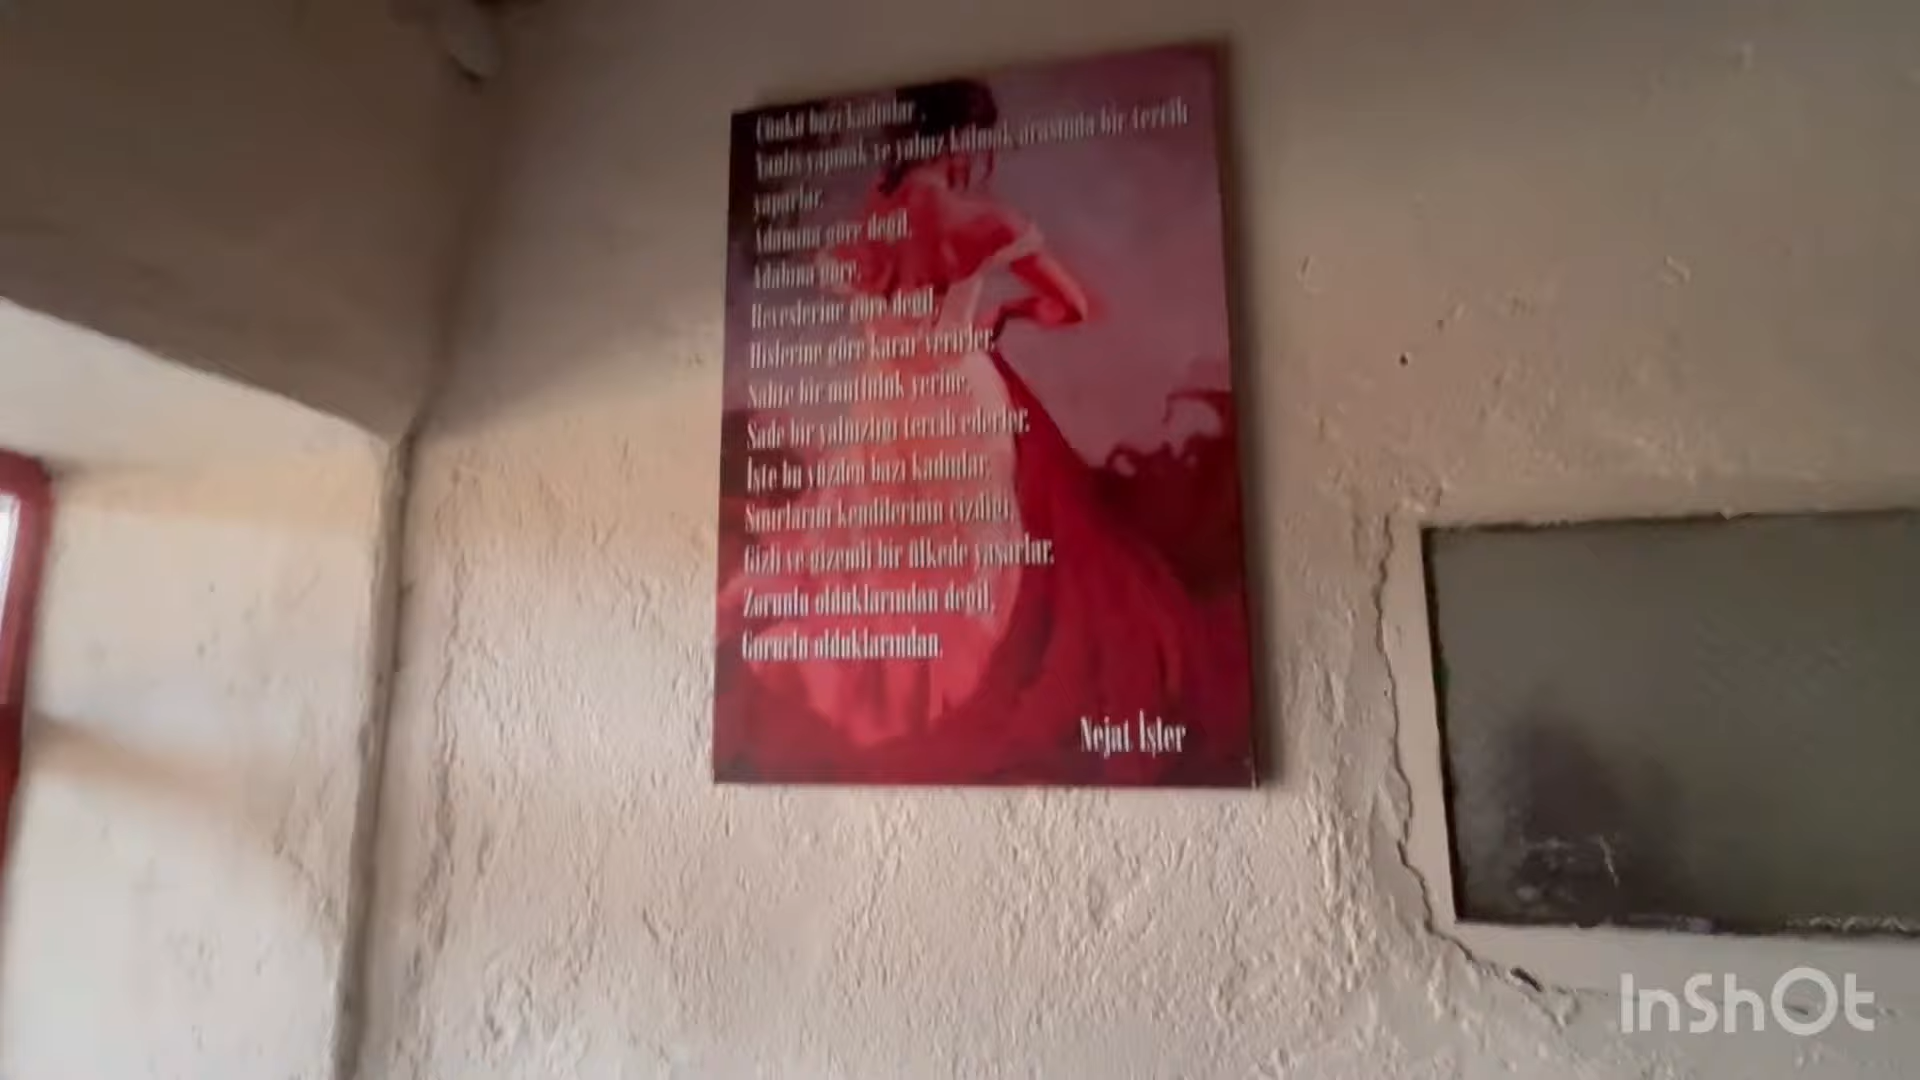 Çünkü bazı kadınlar
Yanlış yapmak ve yalnız kalmak arasında bir tercih
yaparlar.
Adamına göre değil,
Adabına göre,
Heveslerine göre değil,
Hislerine göre karar verirler.
Sahte bir mutluluk yerine,
Sade bir yalnızlığı tercih ederler.
İşte bu yüzden bazı kadınlar,
Sınırlarını kendilerinin çizdiği,
Gizli ve gizemli bir ülkede yaşarlar.
Zorunlu olduklarından değil,
Gururlu olduklarından.
Nejat İşler
InShOt